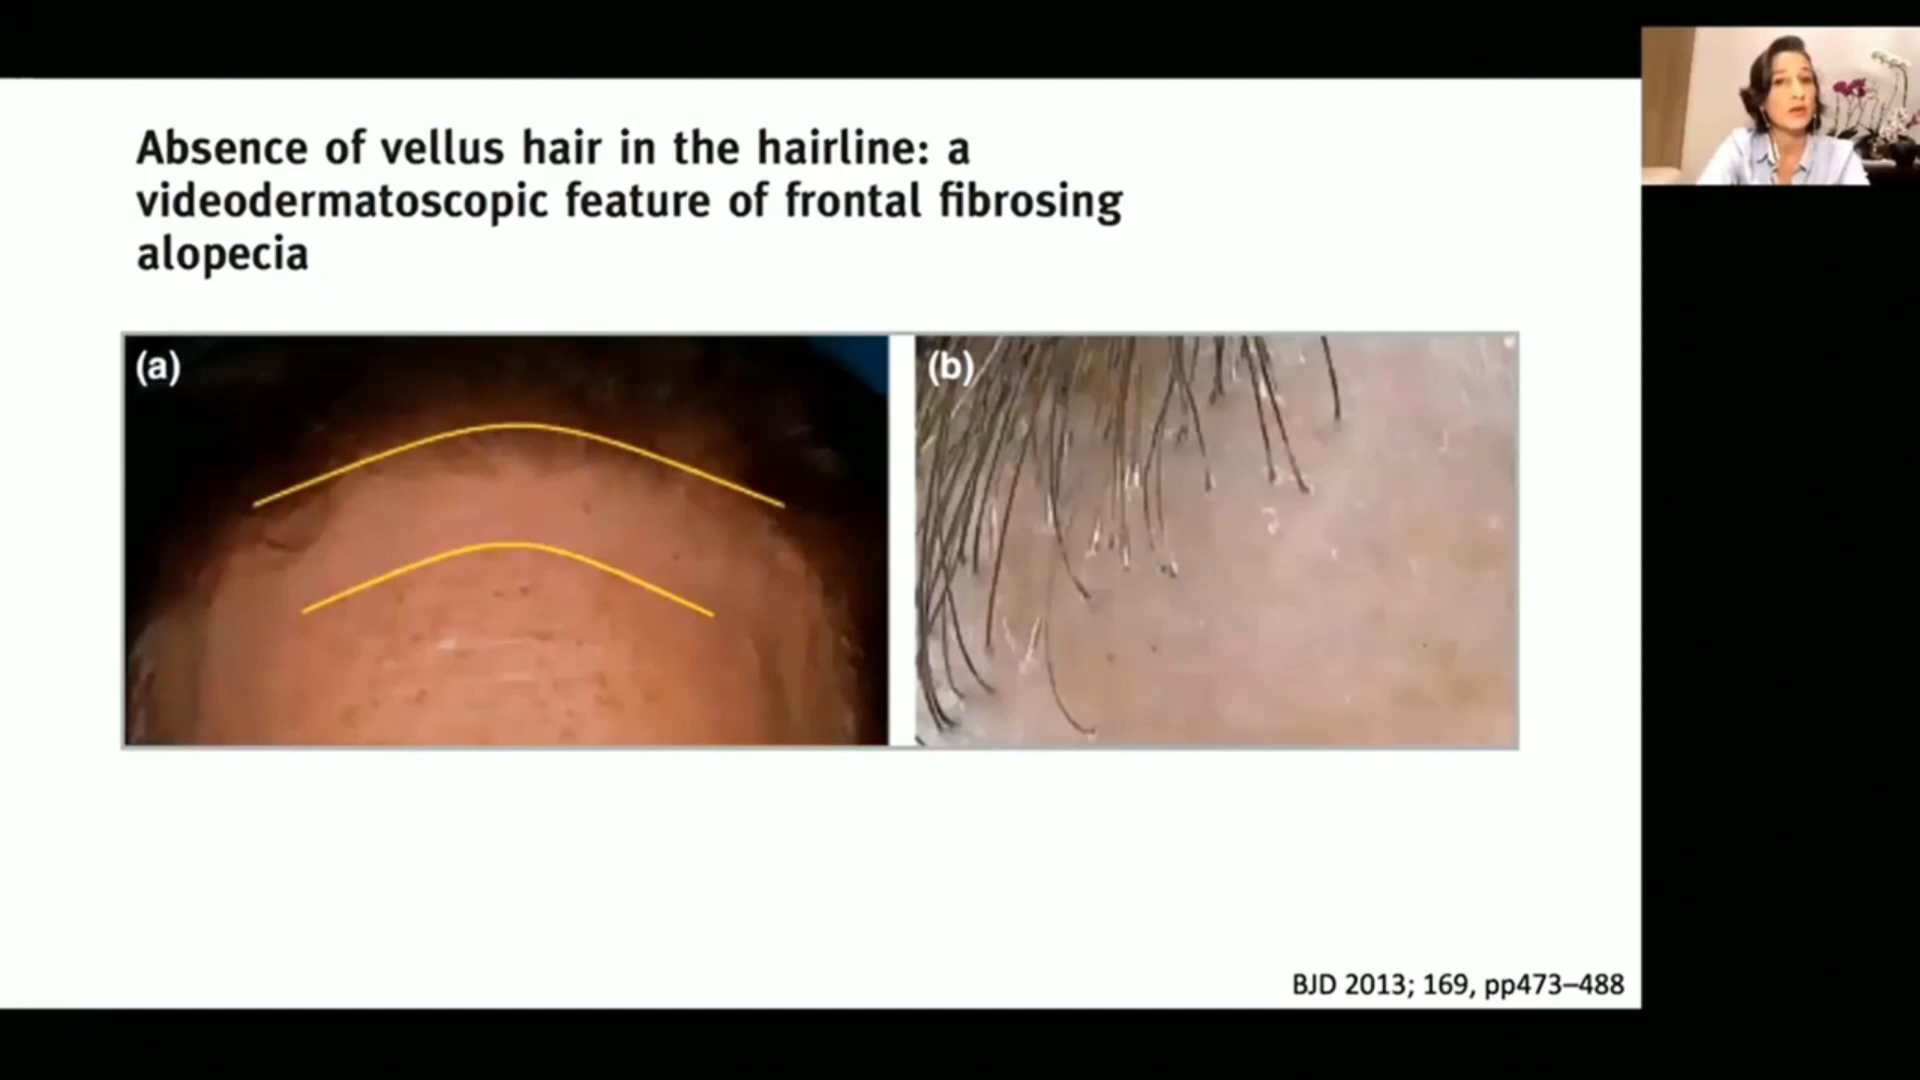 Absence of vellus hair in the hairline: a
videodermatoscopic feature of frontal fibrosing
alopecia
(a)
(b)
BJD 2013; 169, pp473–488